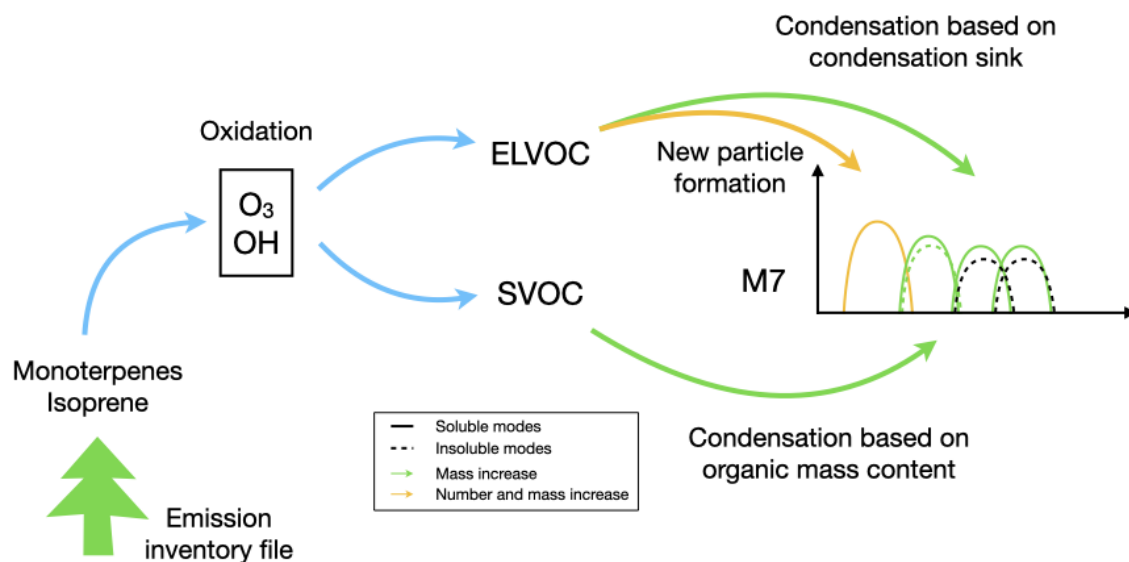 Condensation based on
condensation sink
Oxidation
O₃
OH
ELVOC
New particle
formation
SVOC
M7
Monoterpenes
Isoprene
Soluble modes
Insoluble modes
Mass increase
Number and mass increase
Condensation based on
organic mass content
Emission
inventory file